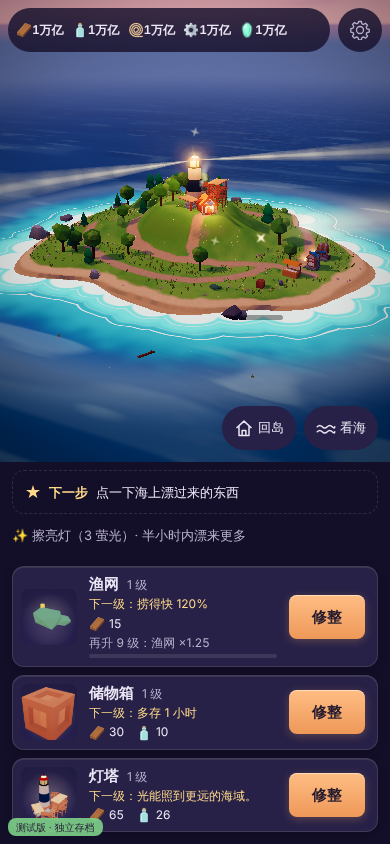 1万亿 1万亿 1万亿 1万亿 1万亿
回岛 看海
★ 下一步 点一下海上漂过来的东西
✨ 擦亮灯（3 萤光）· 半小时内漂来更多
渔网 1 级
下一级：捞得快 120%
15
再升 9 级：渔网 ×1.25
修整
储物箱 1 级
下一级：多存 1 小时
30 10
修整
灯塔 1 级
下一级：光能照到更远的海域。
65 26
修整
测试版 · 独立存档